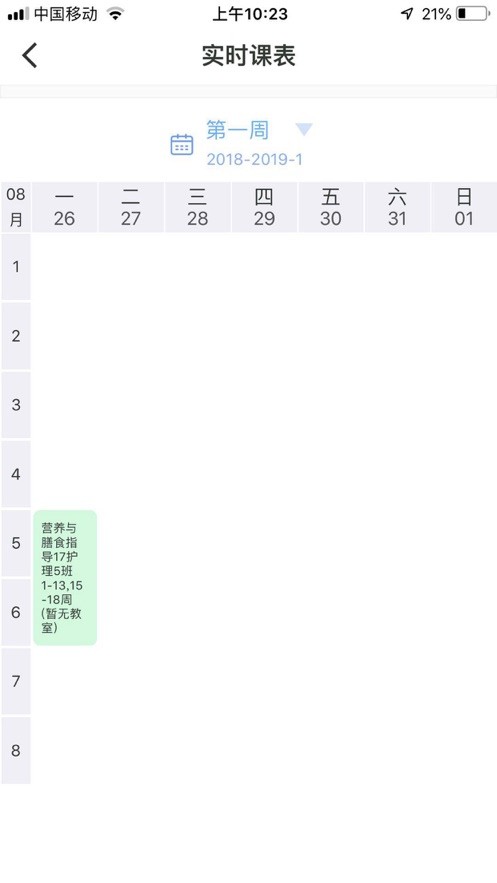 中国移动 上午10:23 21%
实时课表
第一周
2018-2019-1
08 一 二 三 四 五 六 日
月 26 27 28 29 30 31 01
1
2
3
4
营养与
膳食指
5 导17护
理5班
1-13,15
-18周
6 (暂无教
室)
7
8